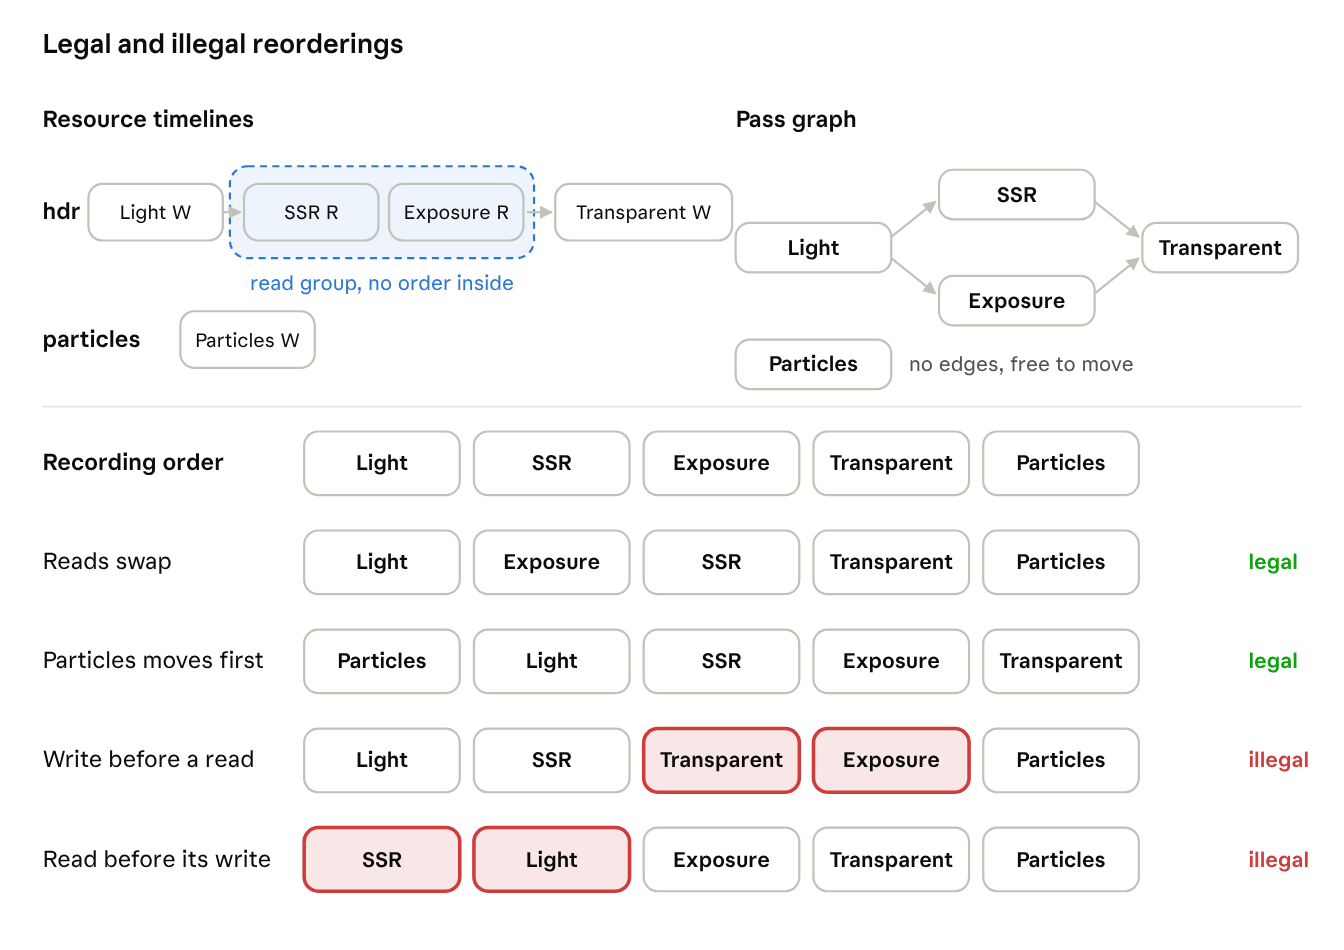 Legal and illegal reorderings
Resource timelines
hdr
Light W
SSR R
Exposure R
Transparent W
read group, no order inside
particles
Particles W
Pass graph
SSR
Light
Transparent
Exposure
Particles
no edges, free to move
Recording order
Light
SSR
Exposure
Transparent
Particles
Reads swap
Light
Exposure
SSR
Transparent
Particles
legal
Particles moves first
Particles
Light
SSR
Exposure
Transparent
legal
Write before a read
Light
SSR
Transparent
Exposure
Particles
illegal
Read before its write
SSR
Light
Exposure
Transparent
Particles
illegal